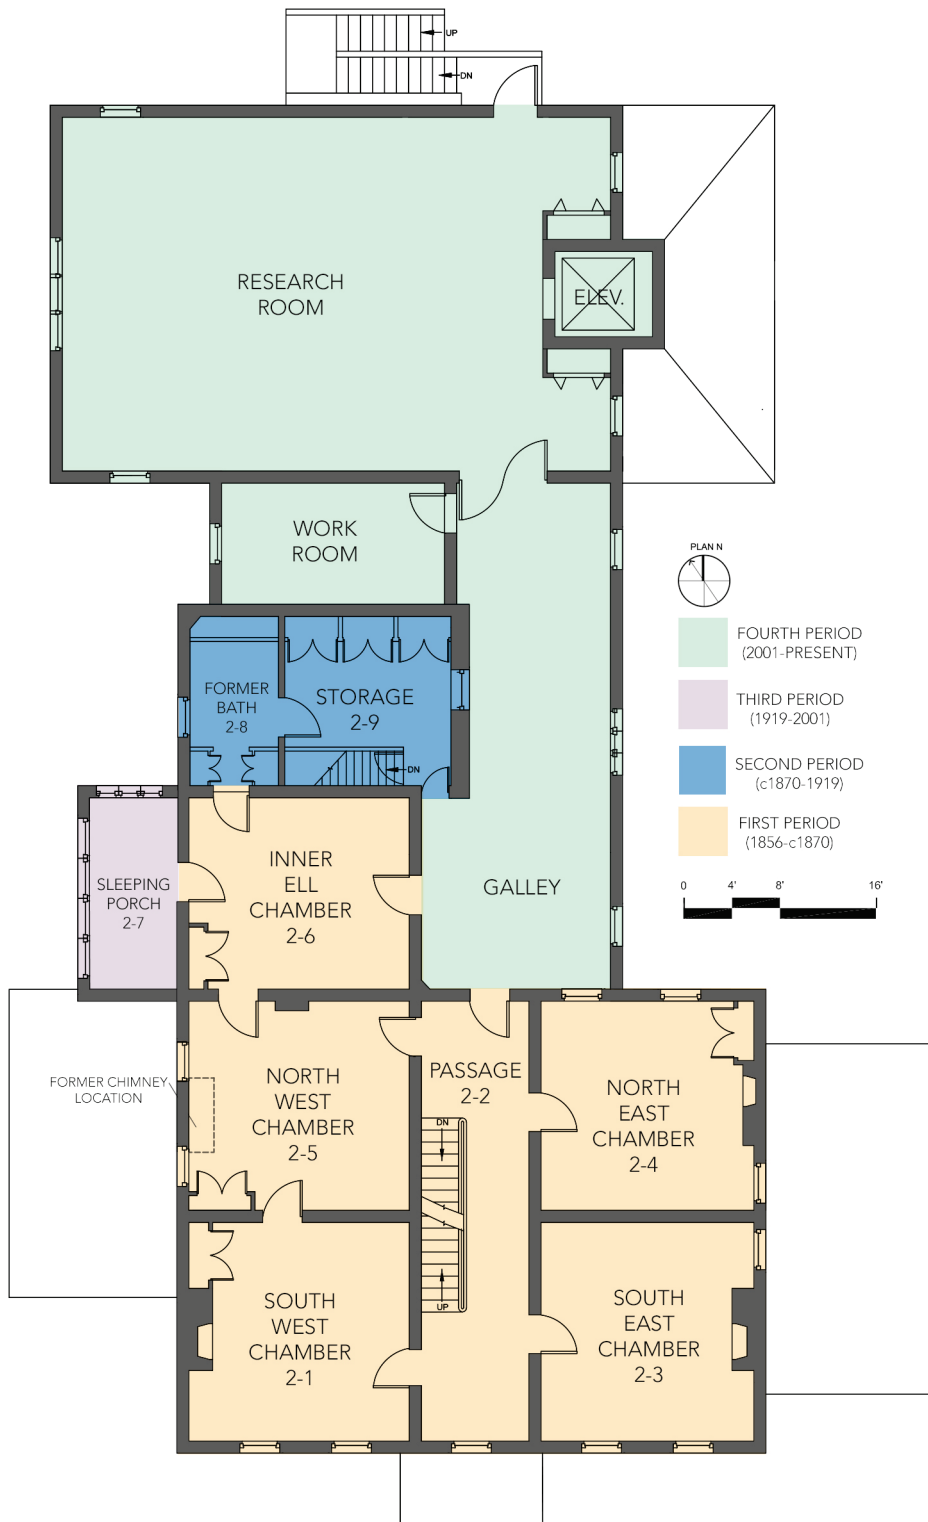 UP
DN
RESEARCH
ROOM
ELEV.
WORK
ROOM
PLAN N
FOURTH PERIOD
(2001-PRESENT)
THIRD PERIOD
(1919-2001)
SECOND PERIOD
(c1870-1919)
FIRST PERIOD
(1856-c1870)
0 4' 8' 16'
FORMER
BATH
2-8
STORAGE
2-9
DN
SLEEPING
PORCH
2-7
INNER
ELL
CHAMBER
2-6
GALLEY
FORMER CHIMNEY
LOCATION
NORTH
WEST
CHAMBER
2-5
PASSAGE
2-2
DN
UP
NORTH
EAST
CHAMBER
2-4
SOUTH
WEST
CHAMBER
2-1
SOUTH
EAST
CHAMBER
2-3